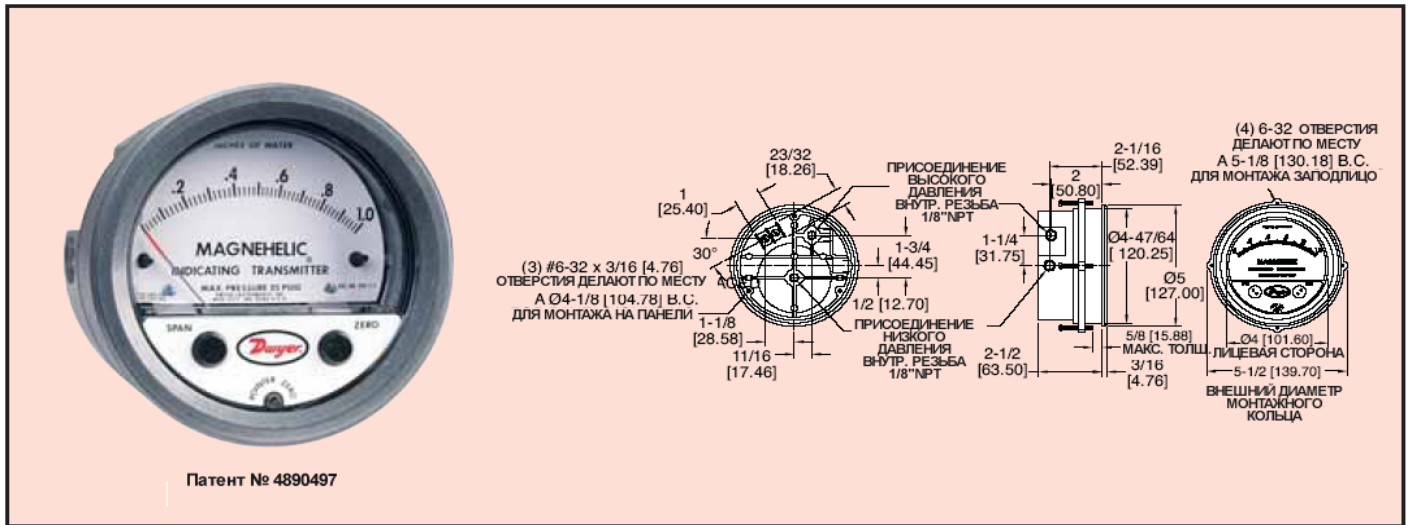 INCHES OF WATER
.2 .4 .6 .8 1.0
MAGNEHELIC
INDICATING TRANSMITTER
MAX. PRESSURE 25 PSIG
SPAN
ZERO
Dwyer
POINTER ZERO
Патент № 4890497
23/32
[18.26]
1
[25.40]
30°
(3) #6-32 x 3/16 [4.76]
ОТВЕРСТИЯ ДЕЛАЮТ ПО МЕСТУ
А Ø4-1/8 [104.78] B.C.
ДЛЯ МОНТАЖА НА ПАНЕЛИ
1-1/8
[28.58]
11/16
[17.46]
ПРИСОЕДИНЕНИЕ
ВЫСОКОГО
ДАВЛЕНИЯ
ВНУТР. РЕЗЬБА
1/8"NPT
1-3/4
[44.45]
1/2 [12.70]
ПРИСОЕДИНЕНИЕ
НИЗКОГО
ДАВЛЕНИЯ
ВНУТР. РЕЗЬБА
1/8"NPT
2-1/16
[52.39]
2
[50.80]
1-1/4
[31.75]
Ø4-47/64
[ 120.25]
Ø5
[127.00]
5/8 [15.88]
МАКС. ТОЛЩ.
2-1/2
[63.50]
3/16
[4.76]
(4) 6-32 ОТВЕРСТИЯ
ДЕЛАЮТ ПО МЕСТУ
А 5-1/8 [130.18] B.C.
ДЛЯ МОНТАЖА ЗАПОДЛИЦО
Ø4 [101.60]
ЛИЦЕВАЯ СТОРОНА
5-1/2 [139.70]
ВНЕШНИЙ ДИАМЕТР
МОНТАЖНОГО
КОЛЬЦА